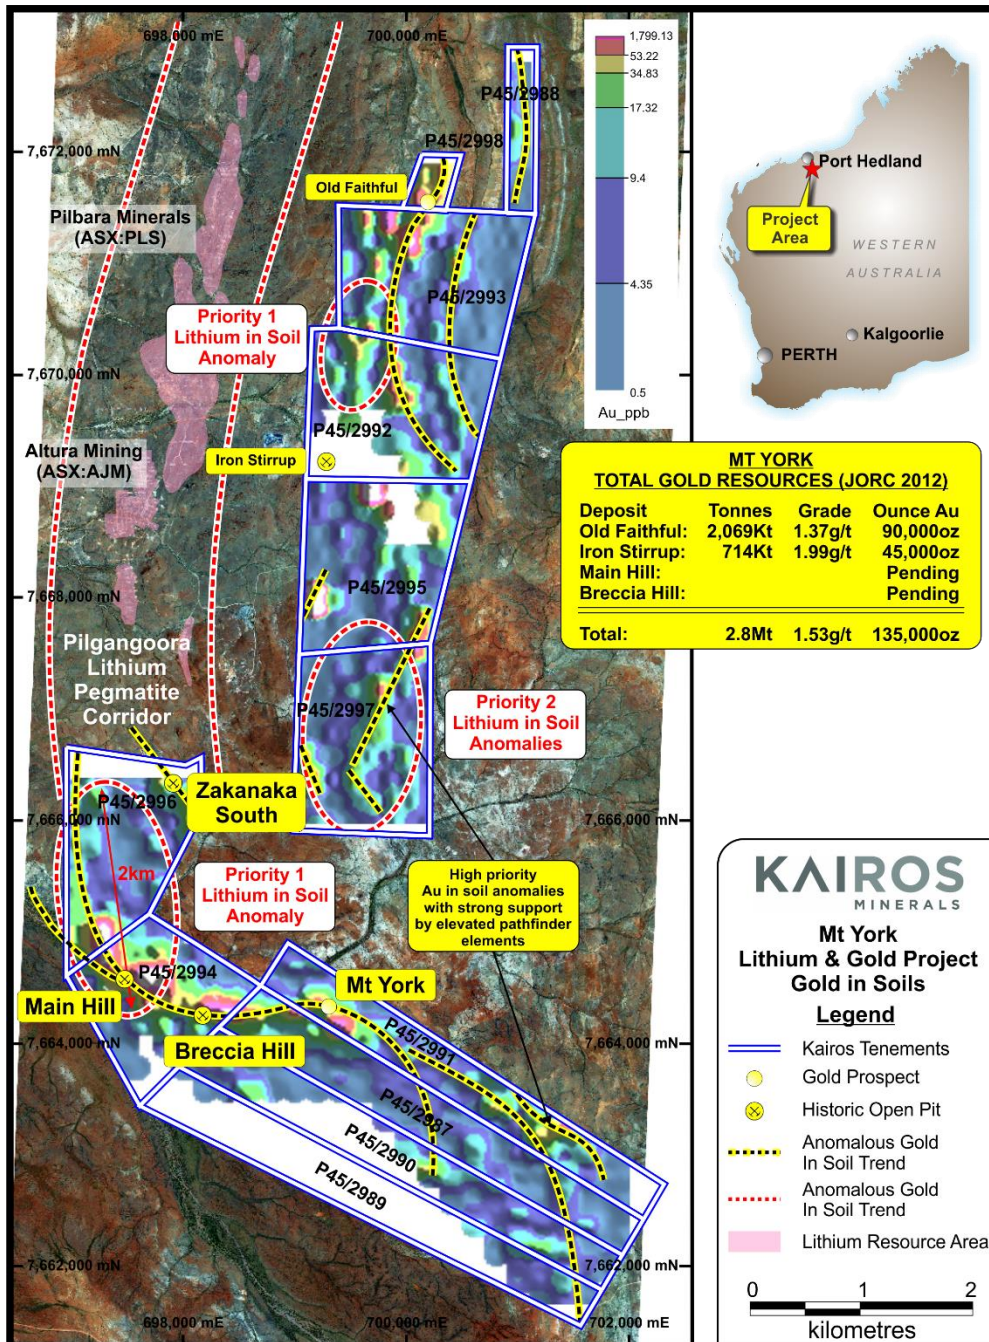 698,000 mE
700,000 mE
7,672,000 mN
7,670,000 mN
7,668,000 mN
7,666,000 mN
7,664,000 mN
7,662,000 mN
698,000 mE
700,000 mE
702,000 mE
7,664,000 mN
P45/2988
P45/2998
Old Faithful
Pilbara Minerals
(ASX:PLS)
P45/2993
Priority 1
Lithium in Soil
Anomaly
P45/2992
Altura Mining
(ASX:AJM)
Iron Stirrup
P45/2995
Pilgangoora
Lithium
Pegmatite
Corridor
P45/2997
Priority 2
Lithium in Soil
Anomalies
Zakanaka
South
P45/2996
2km
Priority 1
Lithium in Soil
Anomaly
High priority
Au in soil anomalies
with strong support
by elevated pathfinder
elements
P45/2994
Main Hill
Breccia Hill
Mt York
P45/2991
P45/2987
P45/2990
P45/2989
1,799.13
53.22
34.83
17.32
9.4
4.35
0.5
Au_ppb
Port Hedland
Project
Area
WESTERN
AUSTRALIA
Kalgoorlie
PERTH
MT YORK
TOTAL GOLD RESOURCES (JORC 2012)
Deposit Tonnes Grade Ounce Au
Old Faithful: 2,069Kt 1.37g/t 90,000oz
Iron Stirrup: 714Kt 1.99g/t 45,000oz
Main Hill: Pending
Breccia Hill: Pending
Total: 2.8Mt 1.53g/t 135,000oz
KAIROS
MINERALS
Mt York
Lithium & Gold Project
Gold in Soils
Legend
Kairos Tenements
Gold Prospect
Historic Open Pit
Anomalous Gold
In Soil Trend
Anomalous Gold
In Soil Trend
Lithium Resource Area
0 1 2
kilometres